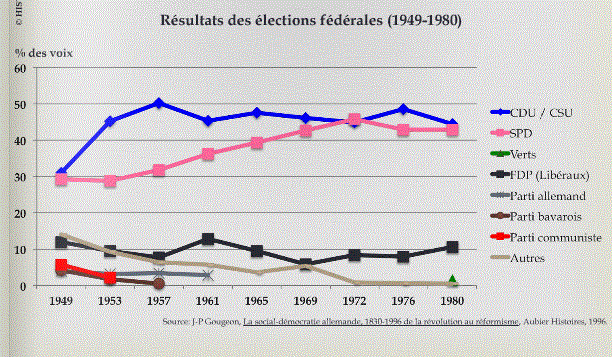 © HIS
Résultats des élections fédérales (1949-1980)
% des voix
60
50
40
30
20
10
0
1949 1953 1957 1961 1965 1969 1972 1976 1980
CDU / CSU
SPD
Verts
FDP (Libéraux)
Parti allemand
Parti bavarois
Parti communiste
Autres
Source: J-P Gougeon, La social-démocratie allemande, 1830-1996 de la révolution au réformisme, Aubier Histoires, 1996.